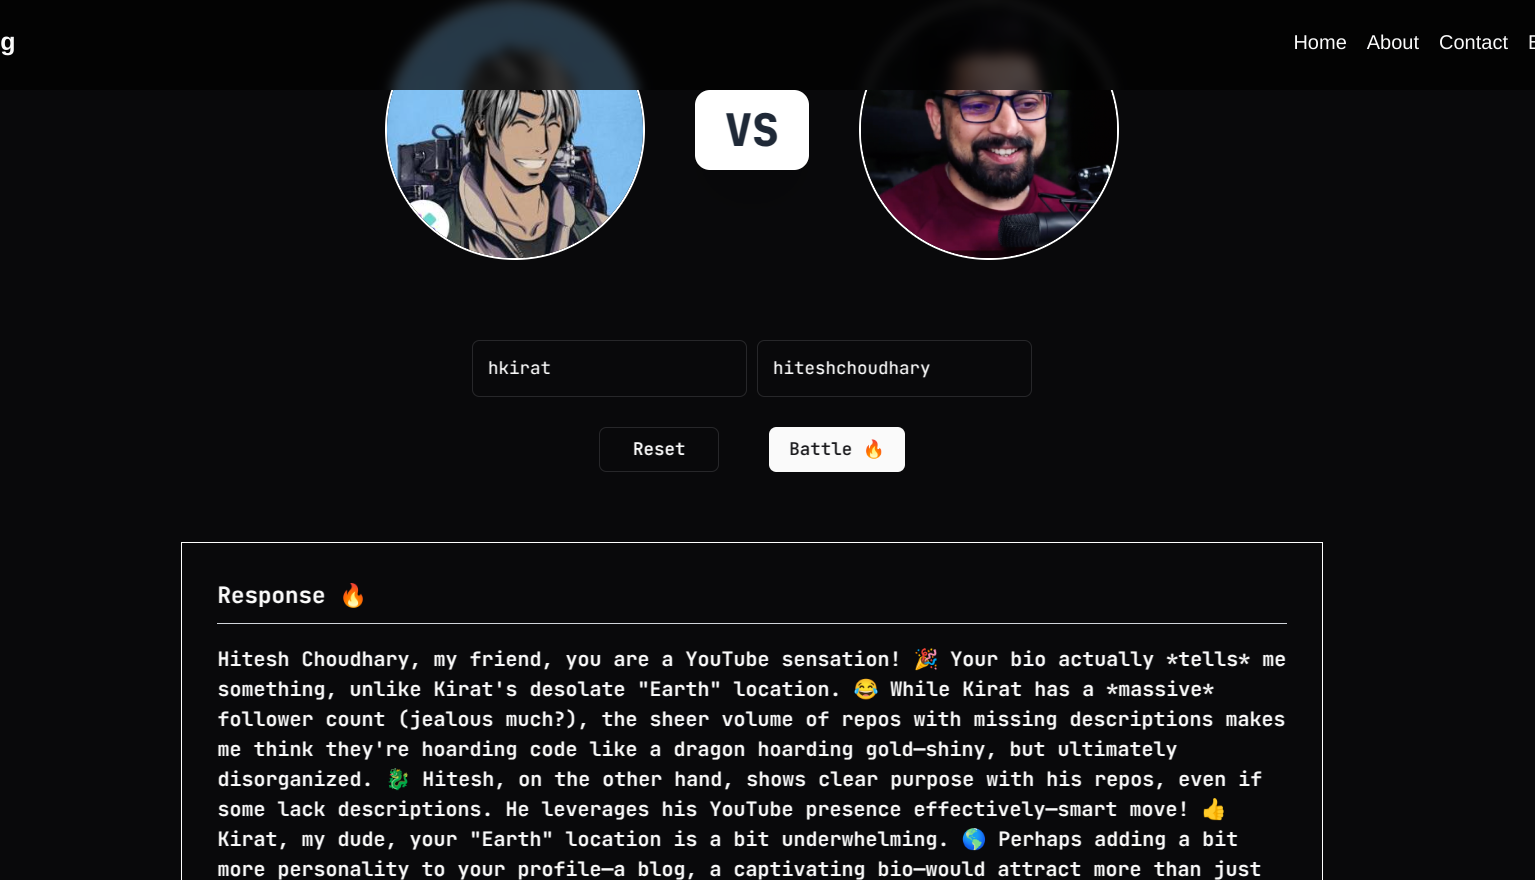 g
Home About Contact
VS
hkirat
hiteshchoudhary
Reset
Battle 🔥
Response 🔥
Hitesh Choudhary, my friend, you are a YouTube sensation! 🎉 Your bio actually *tells* me
something, unlike Kirat's desolate "Earth" location. 😂 While Kirat has a *massive*
follower count (jealous much?), the sheer volume of repos with missing descriptions makes
me think they're hoarding code like a dragon hoarding gold—shiny, but ultimately
disorganized. 🐉 Hitesh, on the other hand, shows clear purpose with his repos, even if
some lack descriptions. He leverages his YouTube presence effectively—smart move! 👍
Kirat, my dude, your "Earth" location is a bit underwhelming. 🌎 Perhaps adding a bit
more personality to your profile—a blog, a captivating bio—would attract more than just